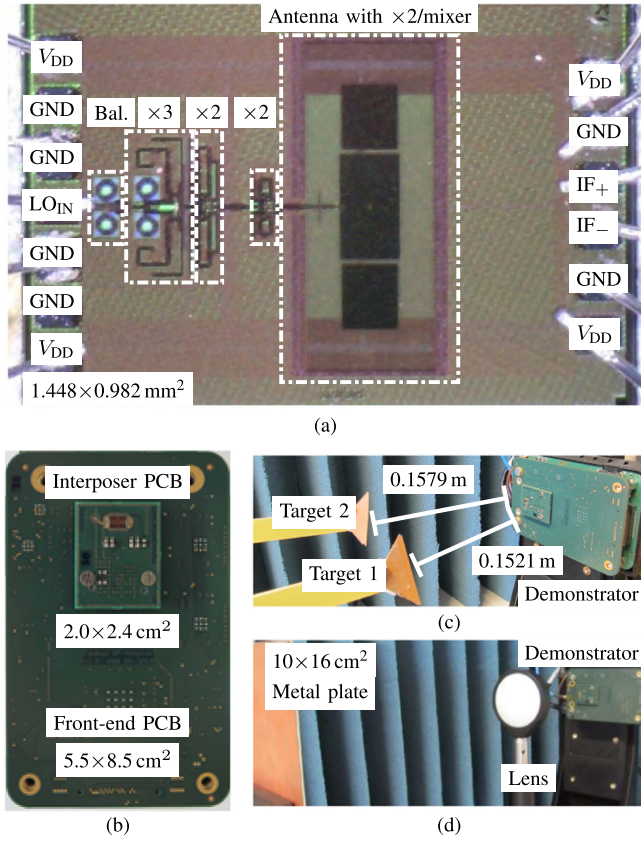 Antenna with ×2/mixer
V_DD
GND
GND
LO_IN
GND
GND
V_DD
Bal.
×3
×2
×2
V_DD
GND
IF_+
IF_−
GND
V_DD
1.448×0.982 mm²
(a)
Interposer PCB
2.0×2.4 cm²
Front-end PCB
5.5×8.5 cm²
(b)
0.1579 m
Target 2
Target 1
0.1521 m
Demonstrator
(c)
10×16 cm²
Metal plate
Demonstrator
Lens
(d)